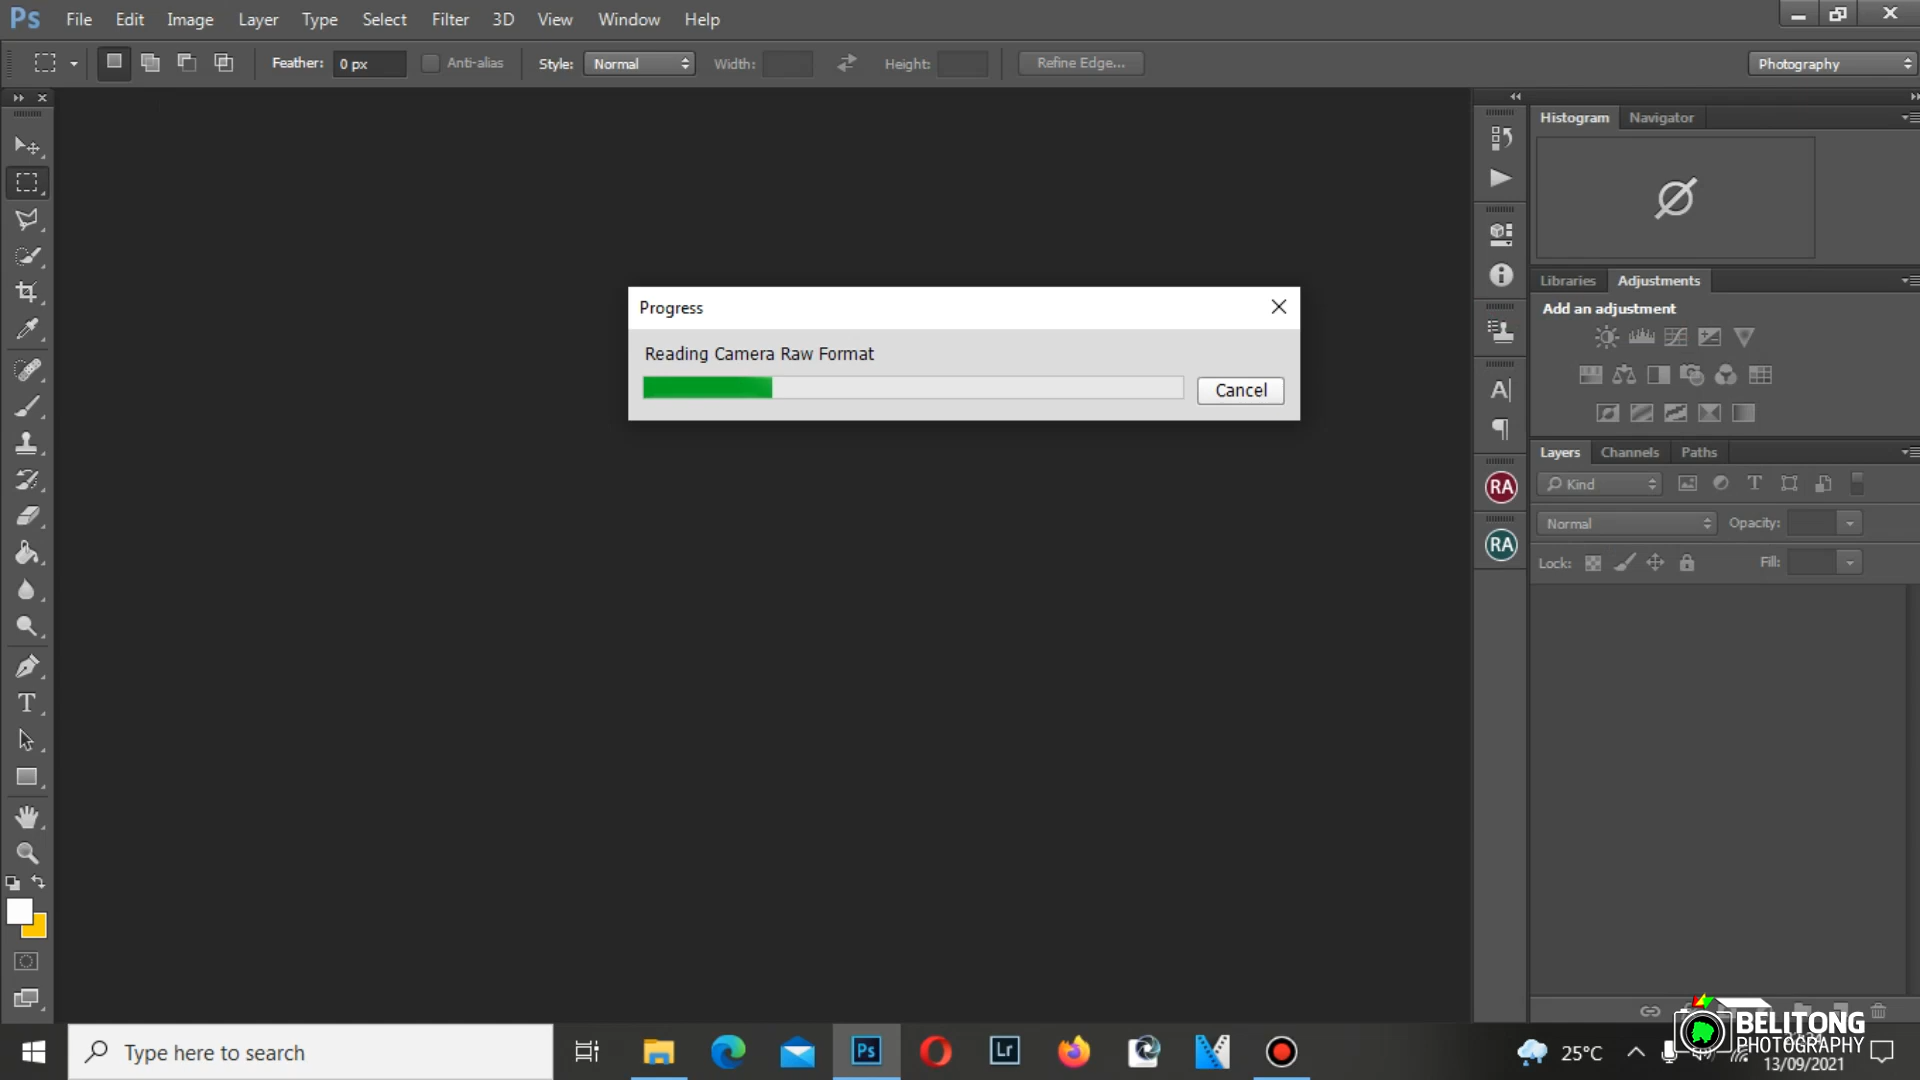 Ps File Edit Image Layer Type Select Filter 3D View Window Help
Feather: 0 px Anti-alias Style: Normal Width: Height: Refine Edge... Photography
Histogram Navigator
Progress
Reading Camera Raw Format
Cancel
Libraries Adjustments
Add an adjustment
A
RA
RA
Layers Channels Paths
Kind
Normal Opacity:
Lock: Fill:
T
BELITONG
PHOTOGRAPHY
Type here to search
Ps
Lr
25°C
13/09/2021